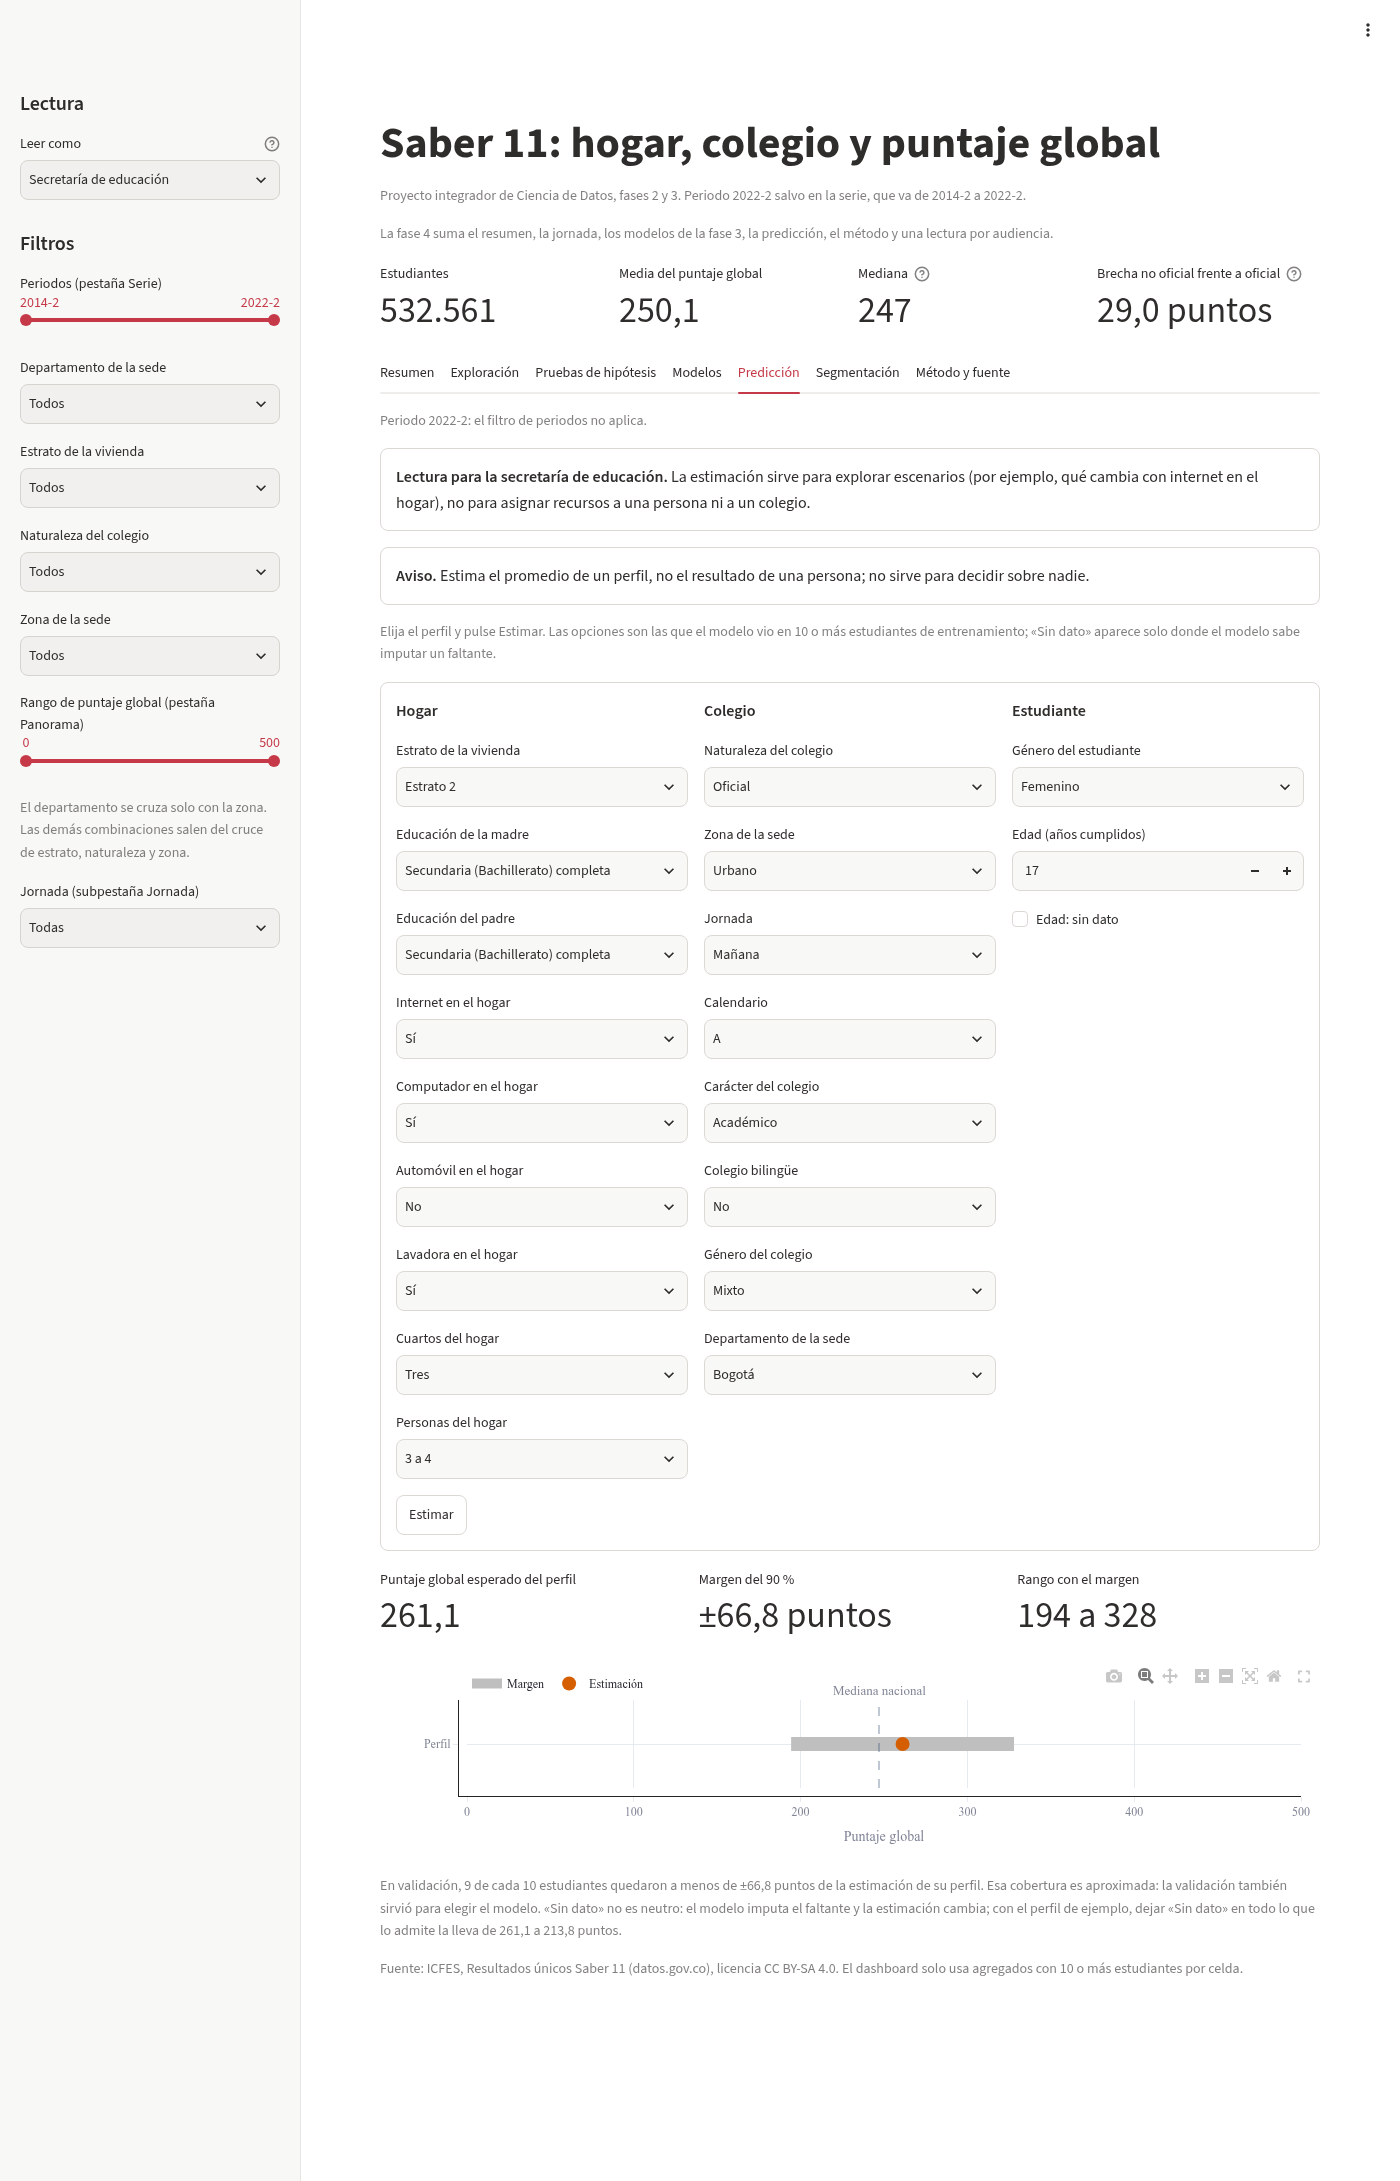 Lectura
Leer como
Secretaría de educación
Filtros
Periodos (pestaña Serie)
2014-2 2022-2
Departamento de la sede
Todos
Estrato de la vivienda
Todos
Naturaleza del colegio
Todos
Zona de la sede
Todos
Rango de puntaje global (pestaña
Panorama)
0 500
El departamento se cruza solo con la zona.
Las demás combinaciones salen del cruce
de estrato, naturaleza y zona.
Jornada (subpestaña Jornada)
Todas
Saber 11: hogar, colegio y puntaje global
Proyecto integrador de Ciencia de Datos, fases 2 y 3. Periodo 2022-2 salvo en la serie, que va de 2014-2 a 2022-2.
La fase 4 suma el resumen, la jornada, los modelos de la fase 3, la predicción, el método y una lectura por audiencia.
Estudiantes
532.561
Media del puntaje global
250,1
Mediana
247
Brecha no oficial frente a oficial
29,0 puntos
Resumen Exploración Pruebas de hipótesis Modelos Predicción Segmentación Método y fuente
Periodo 2022-2: el filtro de periodos no aplica.
Lectura para la secretaría de educación. La estimación sirve para explorar escenarios (por ejemplo, qué cambia con internet en el
hogar), no para asignar recursos a una persona ni a un colegio.
Aviso. Estima el promedio de un perfil, no el resultado de una persona; no sirve para decidir sobre nadie.
Elija el perfil y pulse Estimar. Las opciones son las que el modelo vio en 10 o más estudiantes de entrenamiento; «Sin dato» aparece solo donde el modelo sabe
imputar un faltante.
Hogar
Estrato de la vivienda
Estrato 2
Educación de la madre
Secundaria (Bachillerato) completa
Educación del padre
Secundaria (Bachillerato) completa
Internet en el hogar
Sí
Computador en el hogar
Sí
Automóvil en el hogar
No
Lavadora en el hogar
Sí
Cuartos del hogar
Tres
Personas del hogar
3 a 4
Colegio
Naturaleza del colegio
Oficial
Zona de la sede
Urbano
Jornada
Mañana
Calendario
A
Carácter del colegio
Académico
Colegio bilingüe
No
Género del colegio
Mixto
Departamento de la sede
Bogotá
Estudiante
Género del estudiante
Femenino
Edad (años cumplidos)
17
Edad: sin dato
Estimar
Puntaje global esperado del perfil
261,1
Margen del 90 %
±66,8 puntos
Rango con el margen
194 a 328
Margen Estimación
Mediana nacional
Perfil
0 100 200 300 400 500
Puntaje global
En validación, 9 de cada 10 estudiantes quedaron a menos de ±66,8 puntos de la estimación de su perfil. Esa cobertura es aproximada: la validación también
sirvió para elegir el modelo. «Sin dato» no es neutro: el modelo imputa el faltante y la estimación cambia; con el perfil de ejemplo, dejar «Sin dato» en todo lo que
lo admite la lleva de 261,1 a 213,8 puntos.
Fuente: ICFES, Resultados únicos Saber 11 (datos.gov.co), licencia CC BY-SA 4.0. El dashboard solo usa agregados con 10 o más estudiantes por celda.